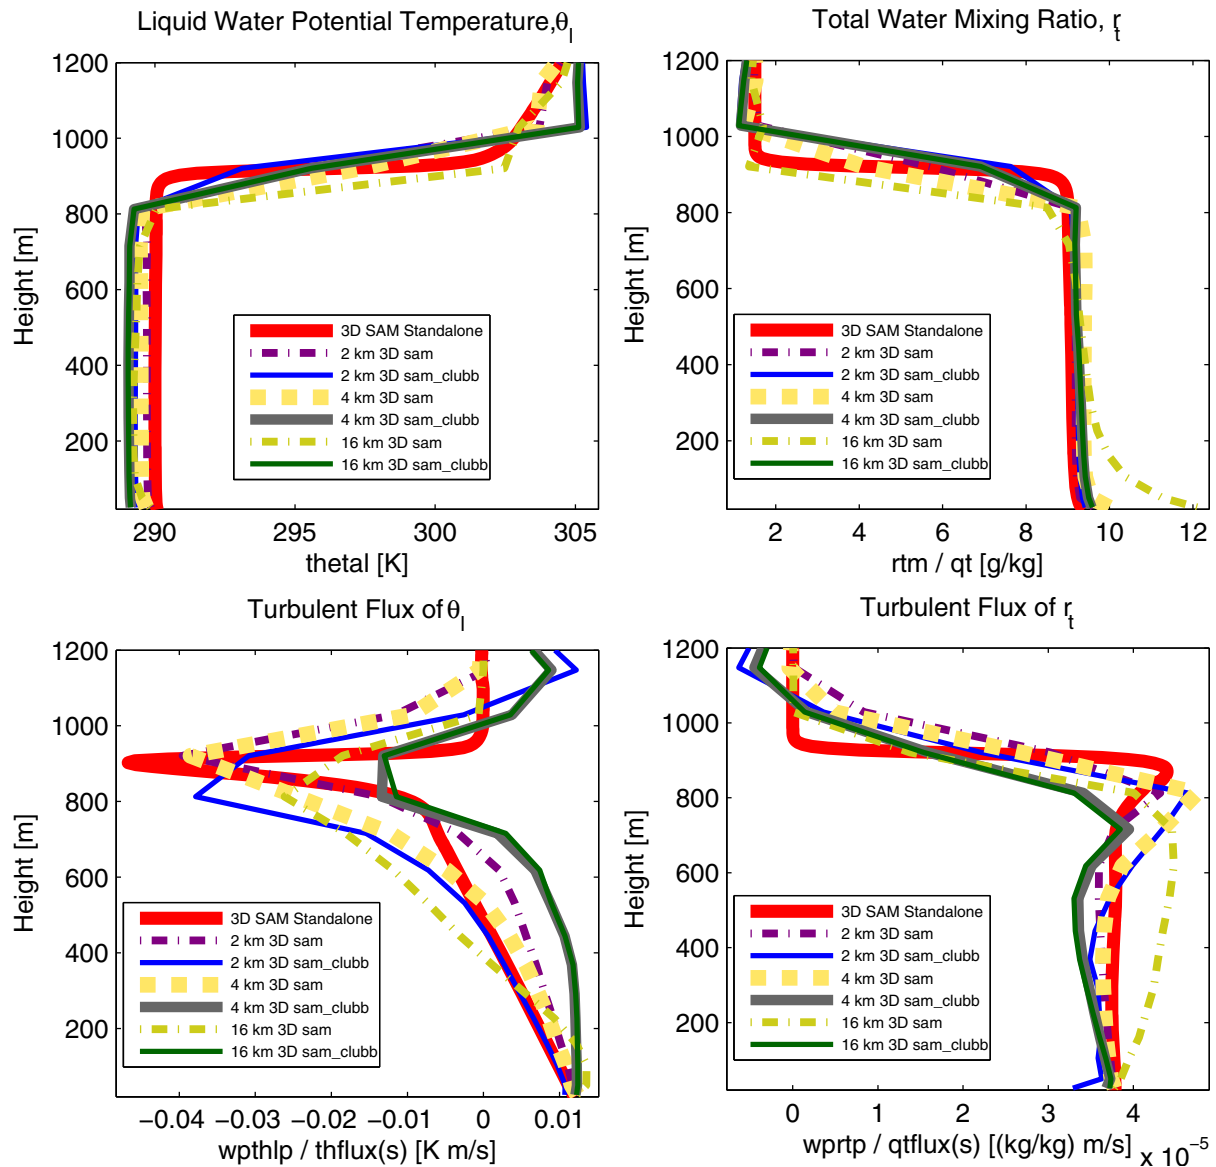 Liquid Water Potential Temperature,θl
1200
1000
800
600
400
200
Height [m]
3D SAM Standalone
2 km 3D sam
2 km 3D sam_clubb
4 km 3D sam
4 km 3D sam_clubb
16 km 3D sam
16 km 3D sam_clubb
290 295 300 305
thetal [K]
Total Water Mixing Ratio, rt
1200
1000
800
600
400
200
Height [m]
3D SAM Standalone
2 km 3D sam
2 km 3D sam_clubb
4 km 3D sam
4 km 3D sam_clubb
16 km 3D sam
16 km 3D sam_clubb
2 4 6 8 10 12
rtm / qt [g/kg]
Turbulent Flux of θl
1200
1000
800
600
400
200
Height [m]
3D SAM Standalone
2 km 3D sam
2 km 3D sam_clubb
4 km 3D sam
4 km 3D sam_clubb
16 km 3D sam
16 km 3D sam_clubb
−0.04 −0.03 −0.02 −0.01 0 0.01
wpthlp / thflux(s) [K m/s]
Turbulent Flux of rt
1200
1000
800
600
400
200
Height [m]
3D SAM Standalone
2 km 3D sam
2 km 3D sam_clubb
4 km 3D sam
4 km 3D sam_clubb
16 km 3D sam
16 km 3D sam_clubb
0 1 2 3 4
wprtp / qtflux(s) [(kg/kg) m/s] x 10⁻⁵